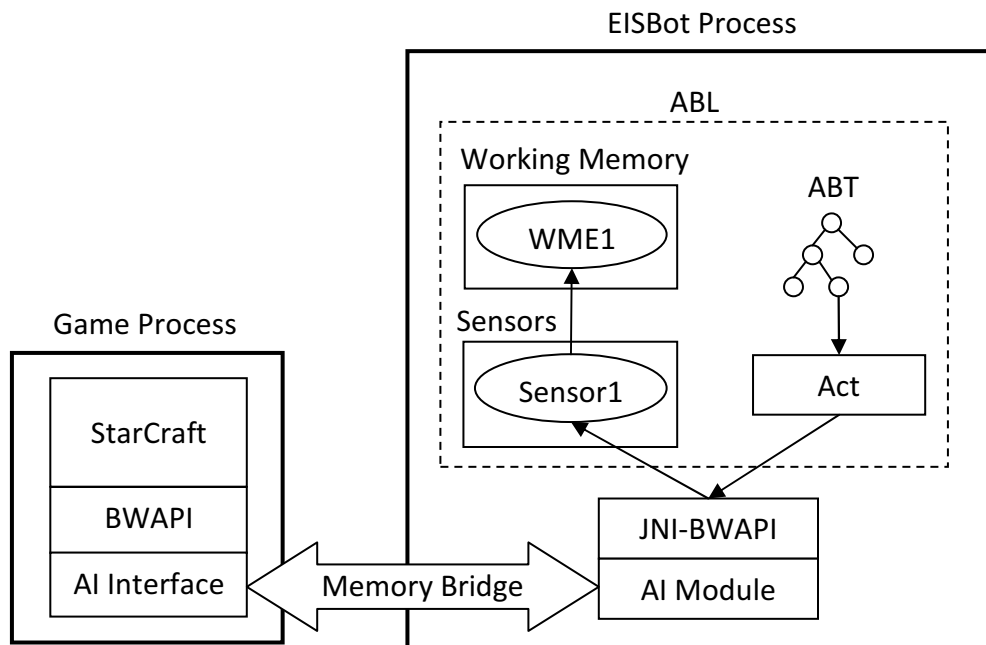 EISBot Process
ABL
Working Memory
ABT
WME1
Game Process
Sensors
Sensor1
Act
StarCraft
BWAPI
JNI-BWAPI
AI Interface
Memory Bridge
AI Module